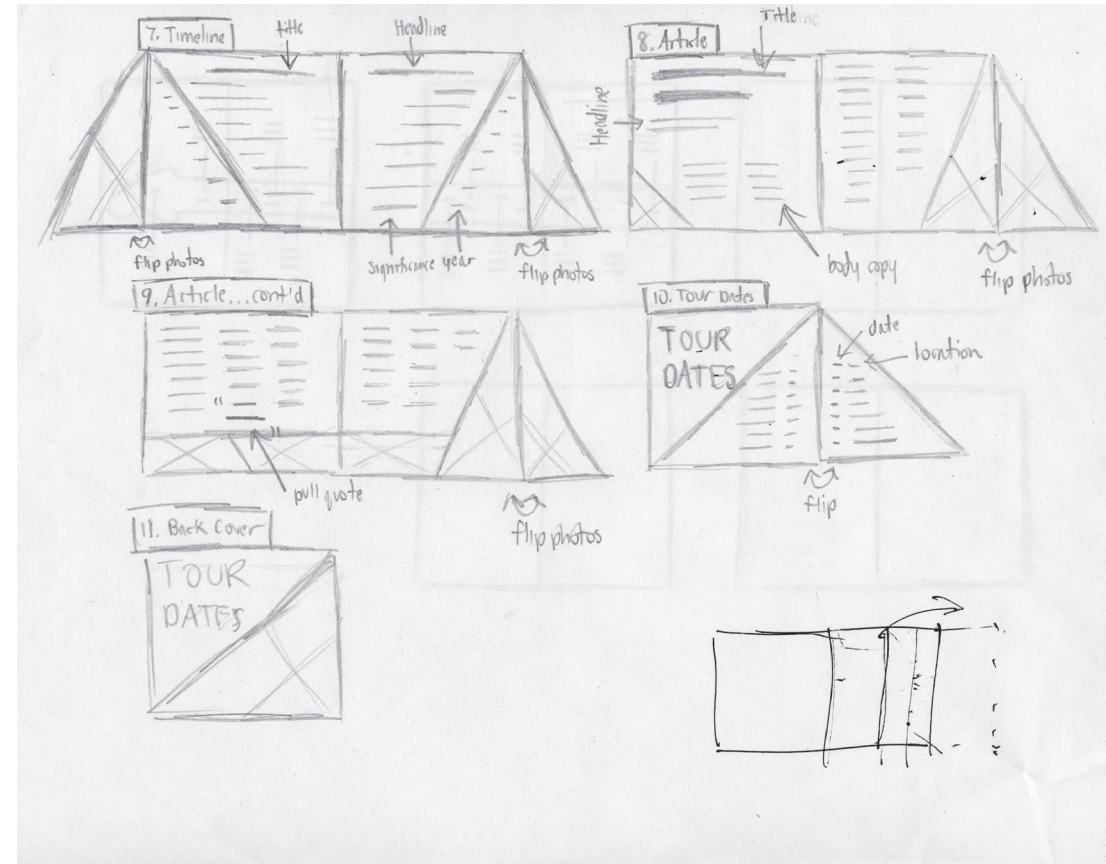 7. Timeline
title
Headline
flip photos
significance
year
flip photos
8. Article
Title
Headline
body copy
flip photos
9. Article...cont'd
"
"
pull quote
flip photos
10. Tour Dates
TOUR
DATES
date
location
flip
11. Back Cover
TOUR
DATES